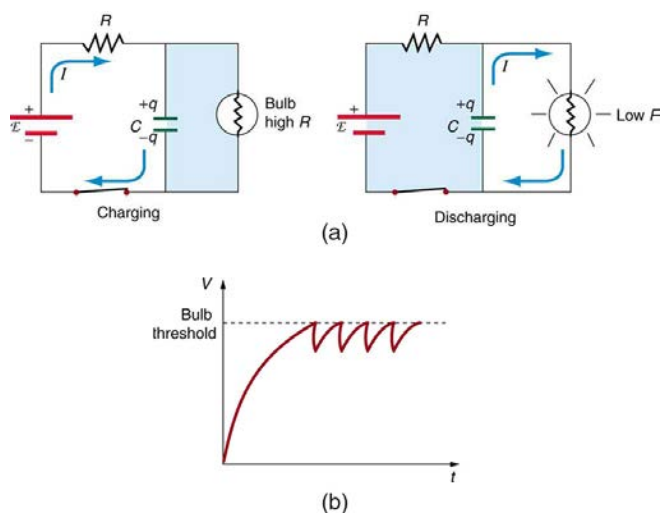 R
I
+
ℰ
–
+q
C
–q
Bulb
high R
Charging
R
I
+
ℰ
+q
C
–q
Low F
Discharging
(a)
V
Bulb
threshold
t
(b)